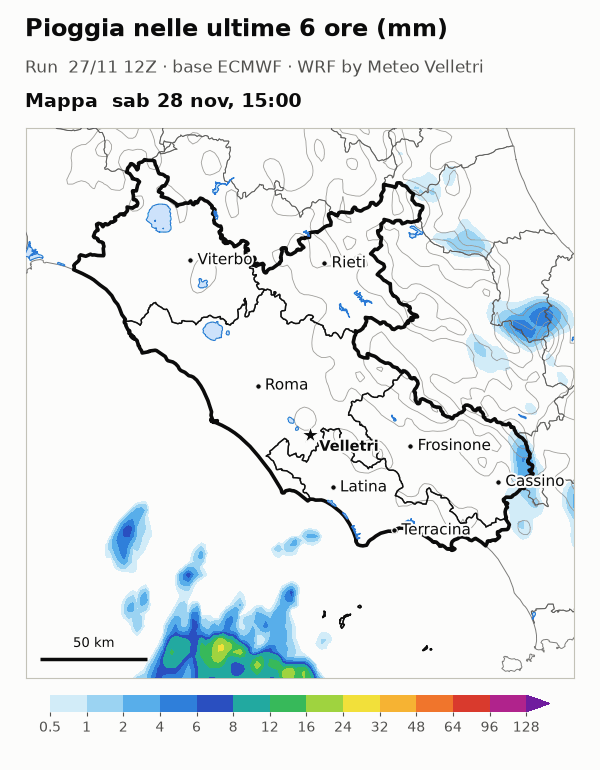 Pioggia nelle ultime 6 ore (mm)
Run  27/11 12Z · base ECMWF · WRF by Meteo Velletri
Mappa  sab 28 nov, 15:00
Viterbo
Rieti
Roma
Velletri
Frosinone
Cassino
Latina
Terracina
50 km
0.5 1 2 4 6 8 12 16 24 32 48 64 96 128